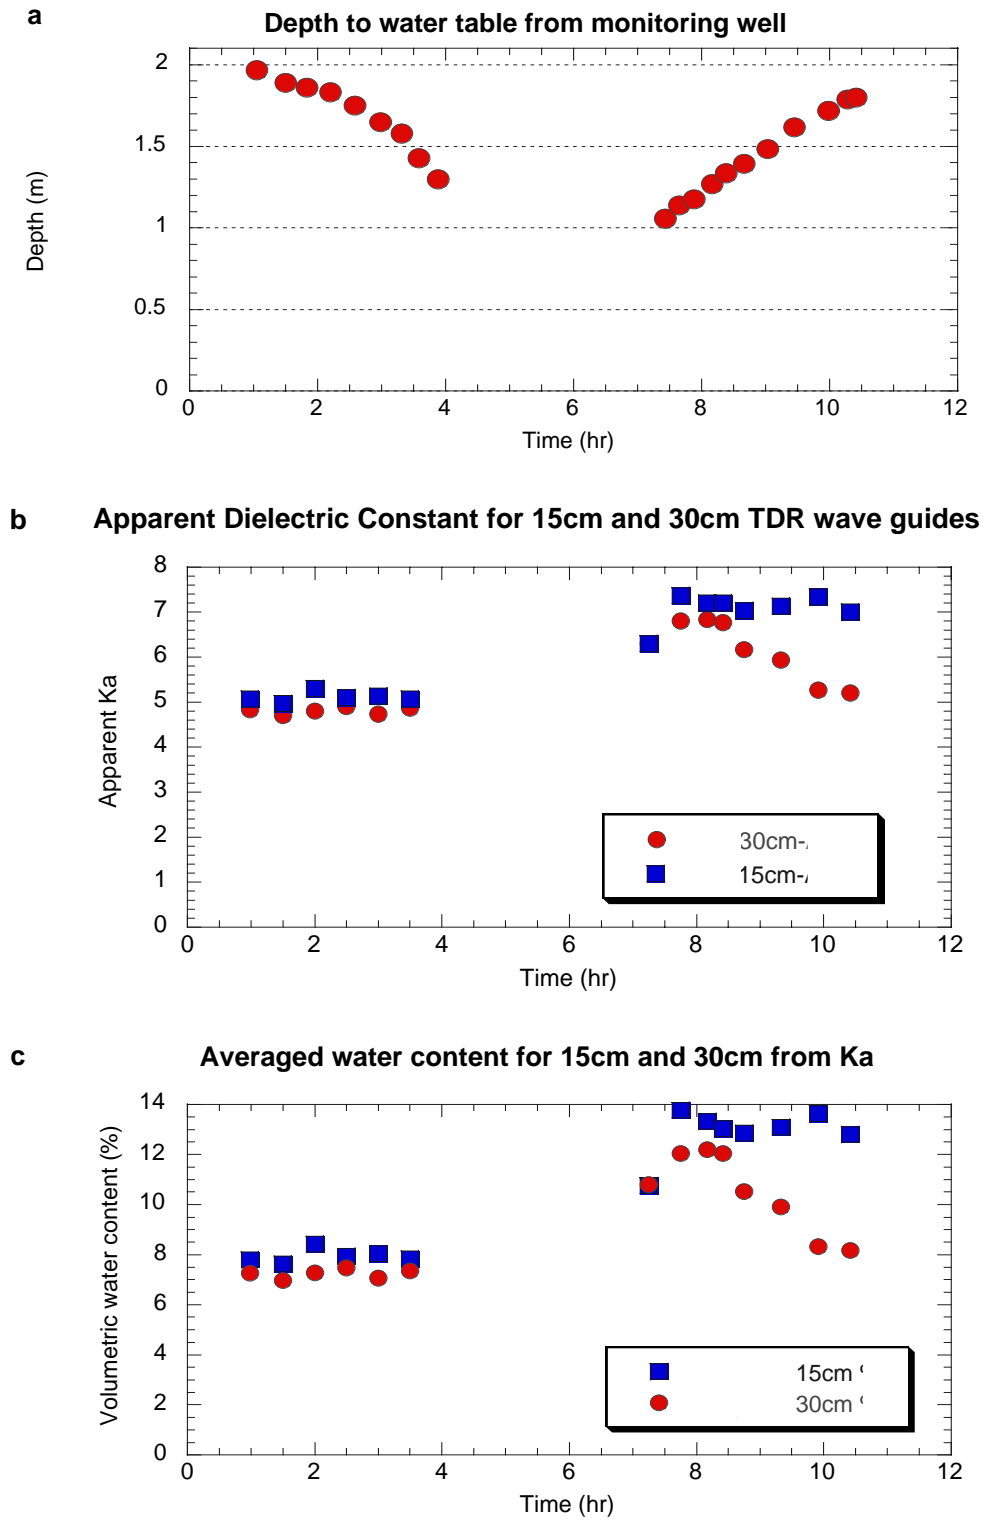 a
Depth to water table from monitoring well
2
1.5
1
0.5
0
Depth (m)
0 2 4 6 8 10 12
Time (hr)
b
Apparent Dielectric Constant for 15cm and 30cm TDR wave guides
8
7
6
5
4
3
2
1
0
Apparent Ka
30cm-
15cm-
0 2 4 6 8 10 12
Time (hr)
c
Averaged water content for 15cm and 30cm from Ka
14
12
10
8
6
4
2
0
Volumetric water content (%)
15cm
30cm
0 2 4 6 8 10 12
Time (hr)